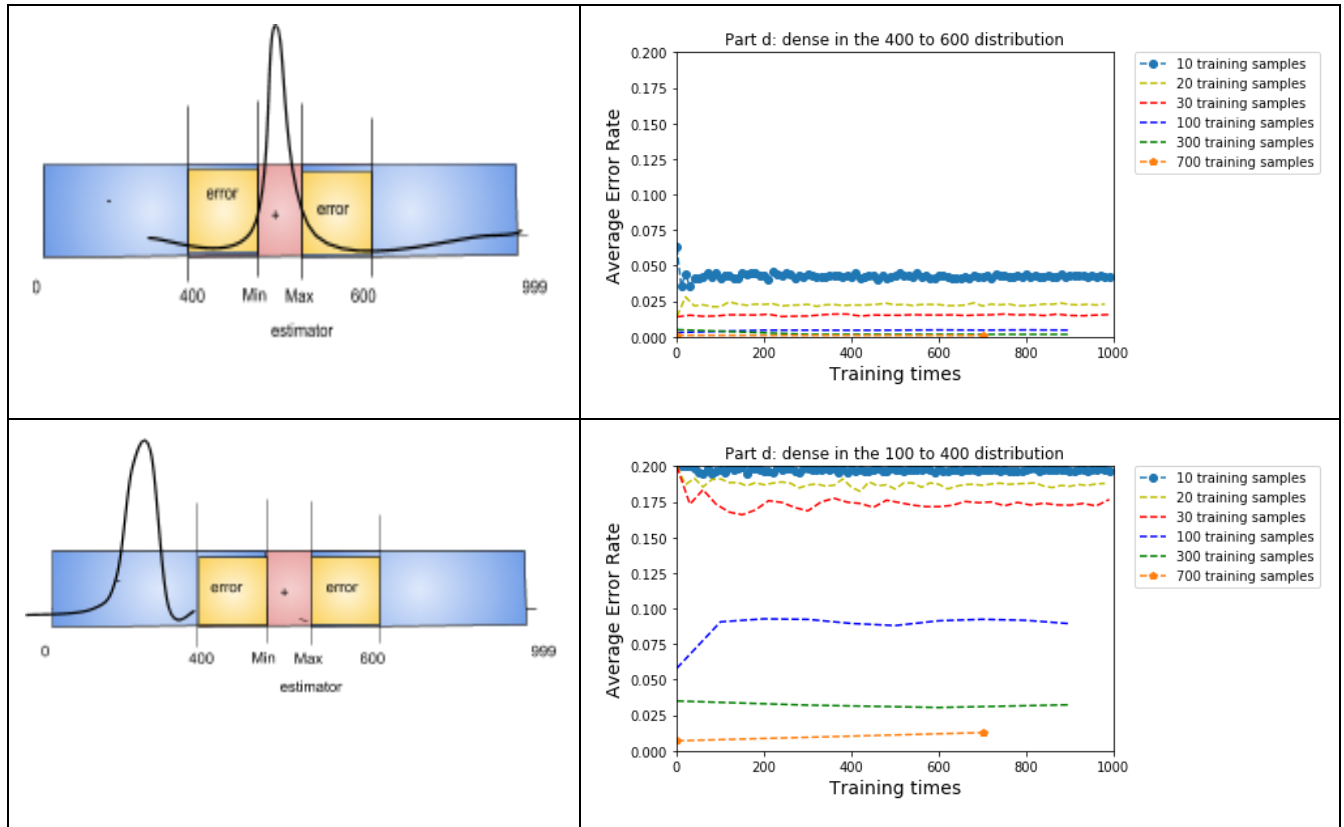 error
error
+
0
400
Min
Max
600
999
estimator
Part d: dense in the 400 to 600 distribution
0.200
0.175
0.150
0.125
0.100
0.075
0.050
0.025
0.000
Average Error Rate
0
200
400
600
800
1000
Training times
10 training samples
20 training samples
30 training samples
100 training samples
300 training samples
700 training samples
error
error
+
0
400
Min
Max
600
999
estimator
Part d: dense in the 100 to 400 distribution
0.200
0.175
0.150
0.125
0.100
0.075
0.050
0.025
0.000
Average Error Rate
0
200
400
600
800
1000
Training times
10 training samples
20 training samples
30 training samples
100 training samples
300 training samples
700 training samples